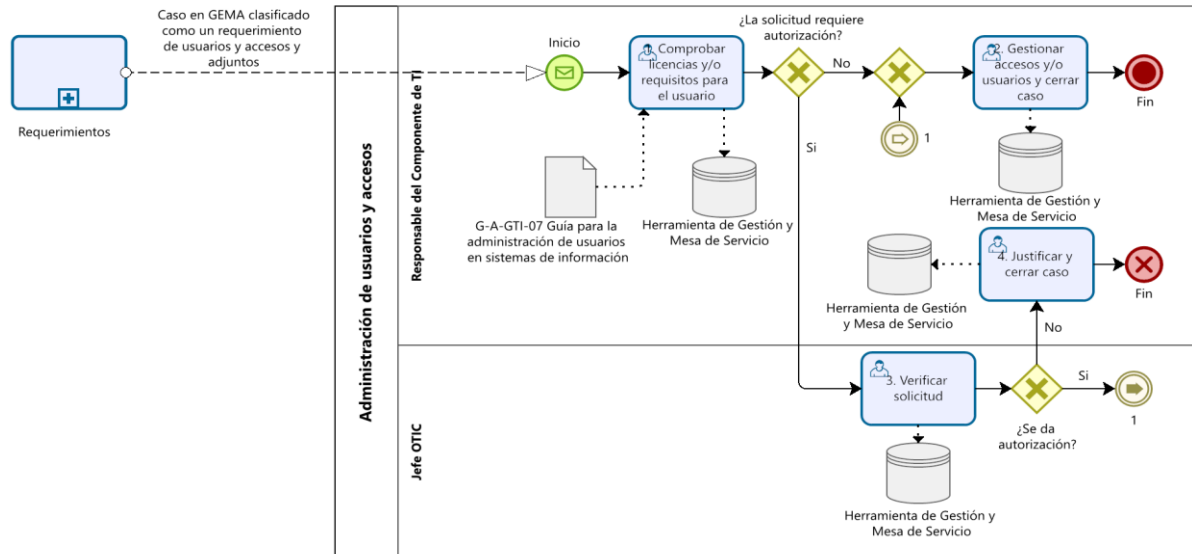 Caso en GEMA clasificado
como un requerimiento
de usuarios y accesos y
adjuntos
Requerimientos
Administración de usuarios y accesos
Responsable del Componente de TI
Inicio
1. Comprobar
licencias y/o
requisitos para
el usuario
¿La solicitud requiere
autorización?
No
Si
1
2. Gestionar
accesos y/o
usuarios y cerrar
caso
Fin
G-A-GTI-07 Guía para la
administración de usuarios
en sistemas de información
Herramienta de Gestión y
Mesa de Servicio
Herramienta de Gestión y
Mesa de Servicio
4. Justificar y
cerrar caso
Fin
Herramienta de Gestión
y Mesa de Servicio
No
Jefe OTIC
3. Verificar
solicitud
Si
1
¿Se da
autorización?
Herramienta de Gestión y
Mesa de Servicio